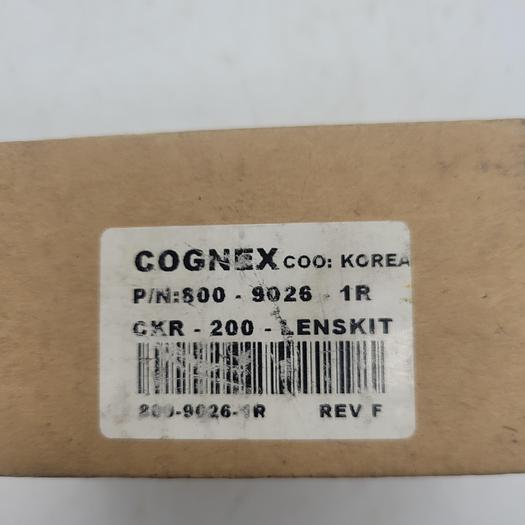 COGNEX COO: KOREA
P/N:800 - 9026 - 1R
CKR - 200 - LENSKIT
800-9026-1R REV F